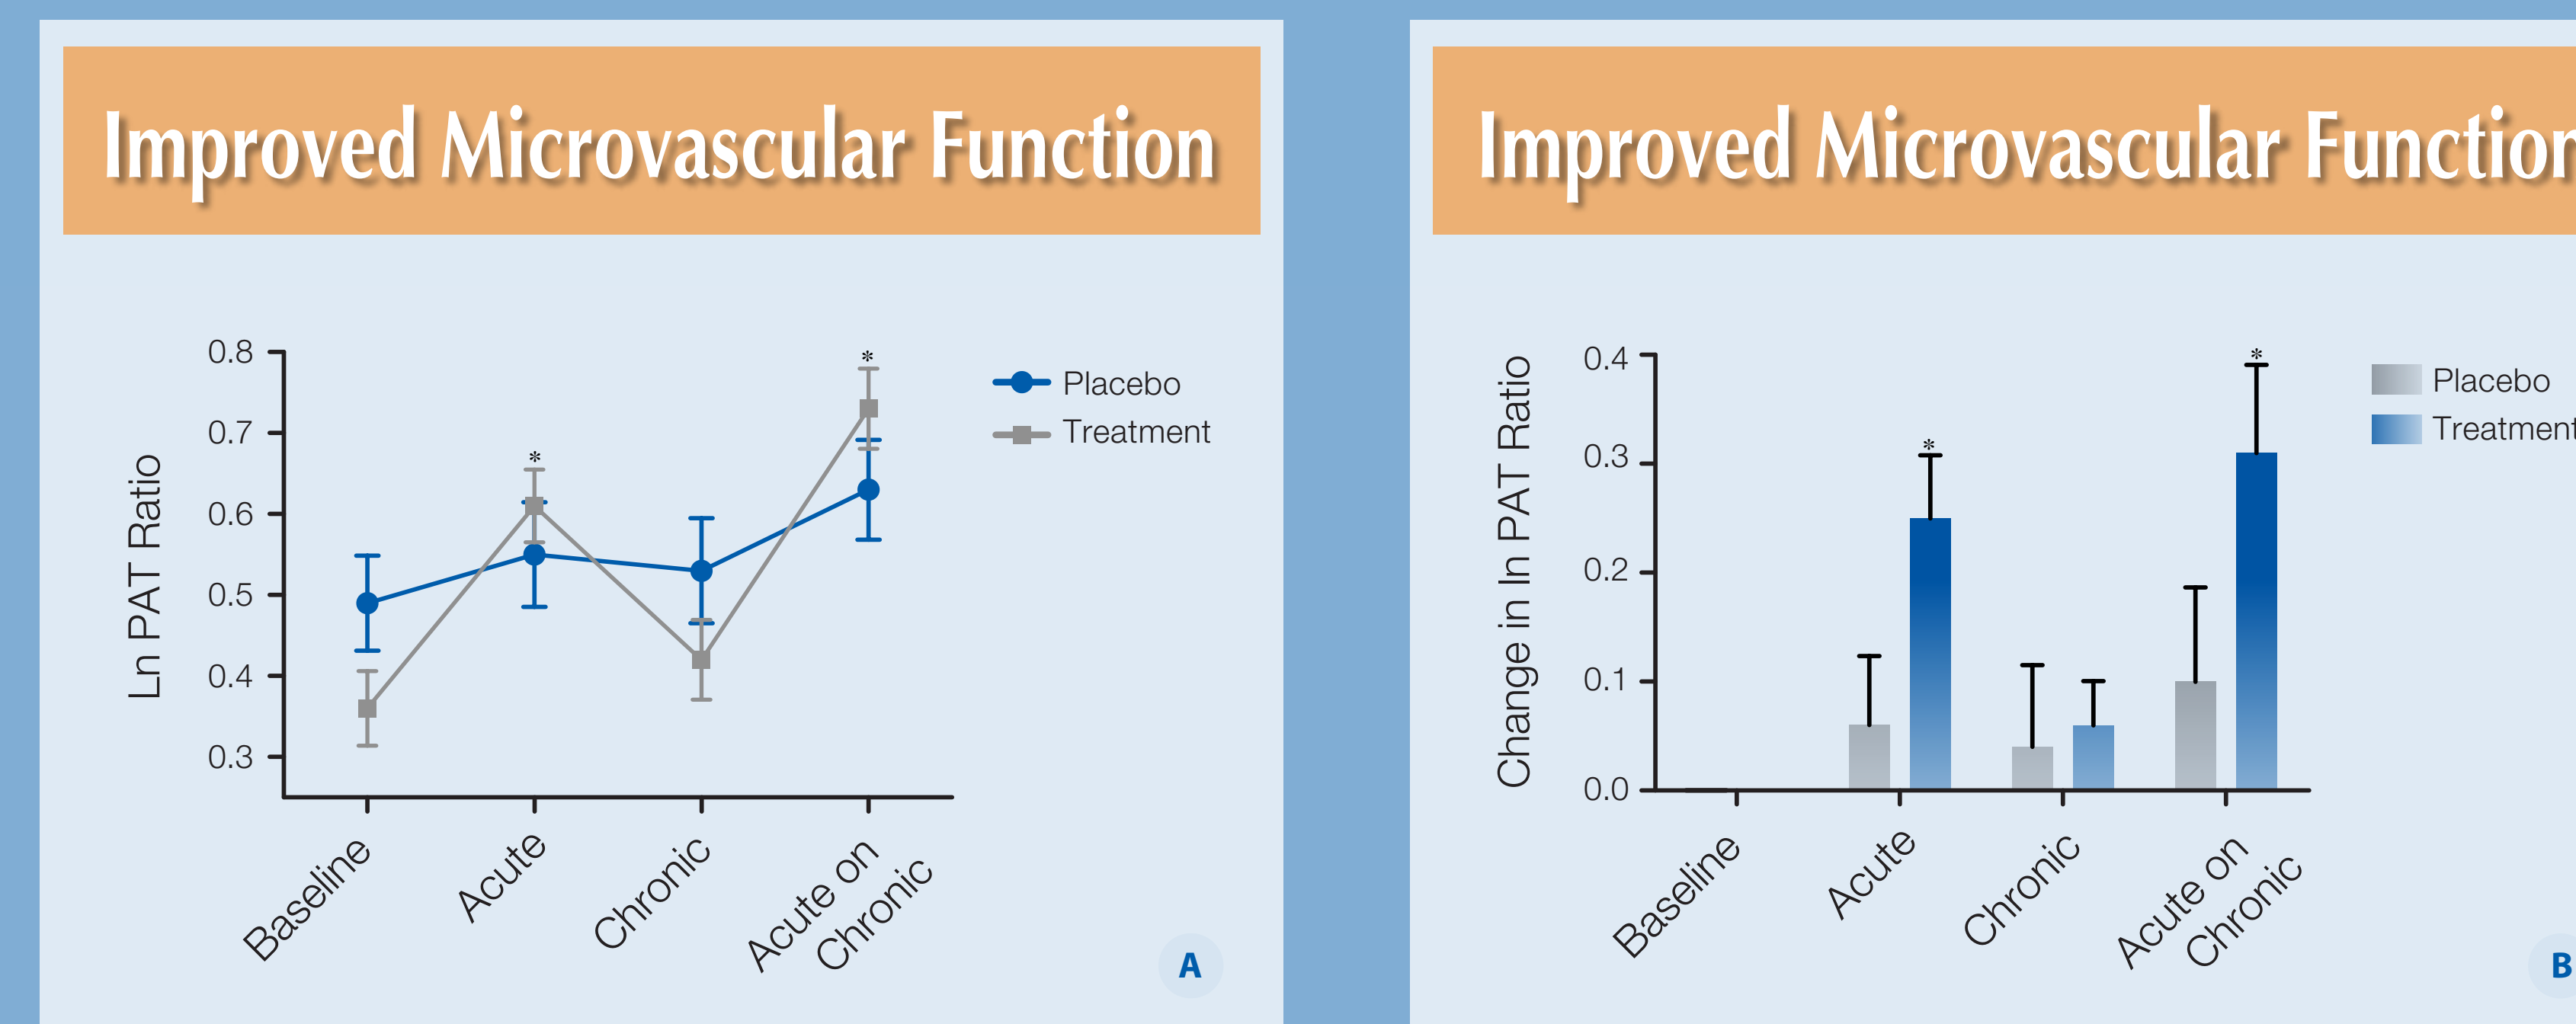 Improved Microvascular Function
Ln PAT Ratio
0.8
0.7
0.6
0.5
0.4
0.3
*
*
Placebo
Treatment
Baseline
Acute
Chronic
Acute on
Chronic
A
Improved Microvascular Function
Change in ln PAT Ratio
0.4
0.3
0.2
0.1
0.0
*
*
Placebo
Treatment
Baseline
Acute
Chronic
Acute on
Chronic
B